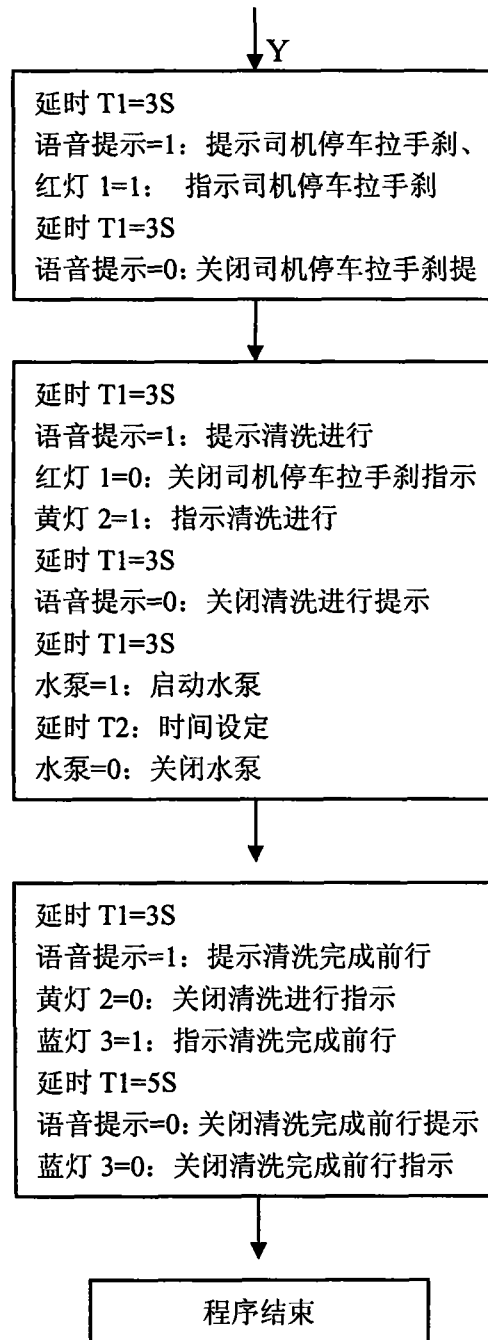 Y
延时 T1=3S
语音提示=1：提示司机停车拉手刹、
红灯 1=1： 指示司机停车拉手刹
延时 T1=3S
语音提示=0：关闭司机停车拉手刹提
延时 T1=3S
语音提示=1：提示清洗进行
红灯 1=0：关闭司机停车拉手刹指示
黄灯 2=1：指示清洗进行
延时 T1=3S
语音提示=0：关闭清洗进行提示
延时 T1=3S
水泵=1：启动水泵
延时 T2：时间设定
水泵=0：关闭水泵
延时 T1=3S
语音提示=1：提示清洗完成前行
黄灯 2=0：关闭清洗进行指示
蓝灯 3=1：指示清洗完成前行
延时 T1=5S
语音提示=0：关闭清洗完成前行提示
蓝灯 3=0：关闭清洗完成前行指示
程序结束